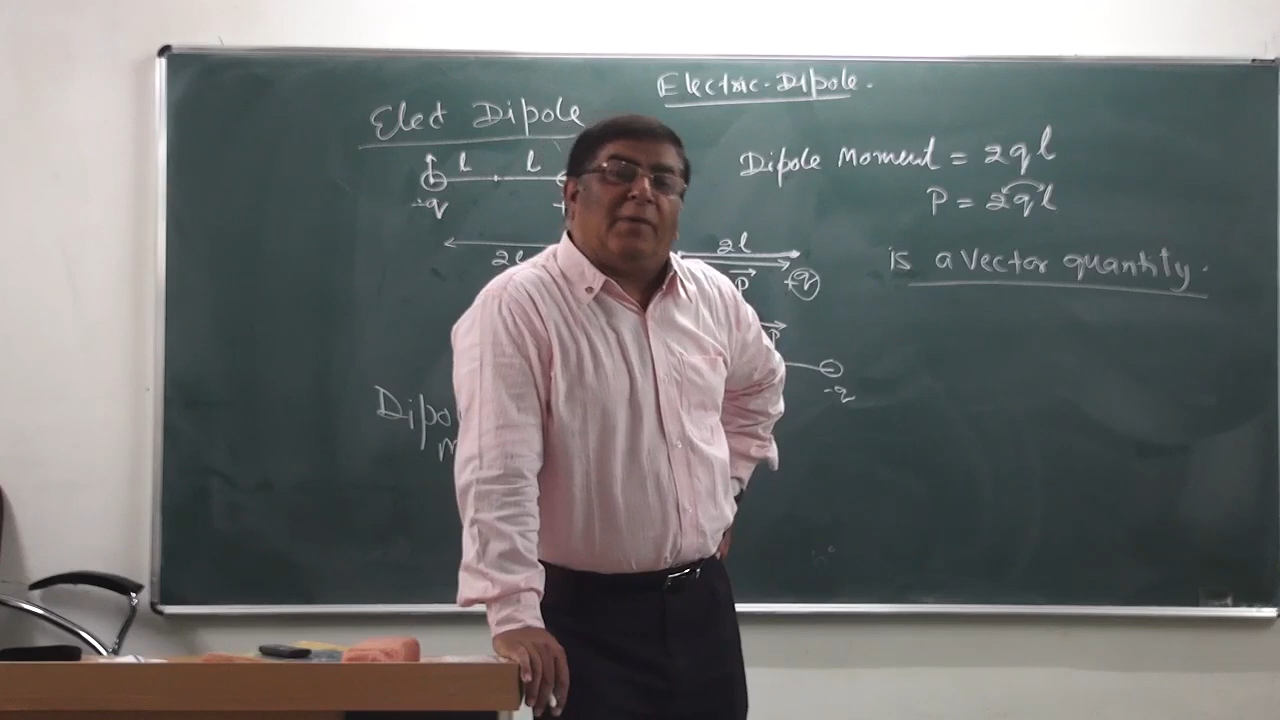 Electric-Dipole.
Elect Dipole
l l
-q
2l
2l
P
+q
P
-q
Dipole Moment = 2ql
P = 2ql
is a vector quantity.